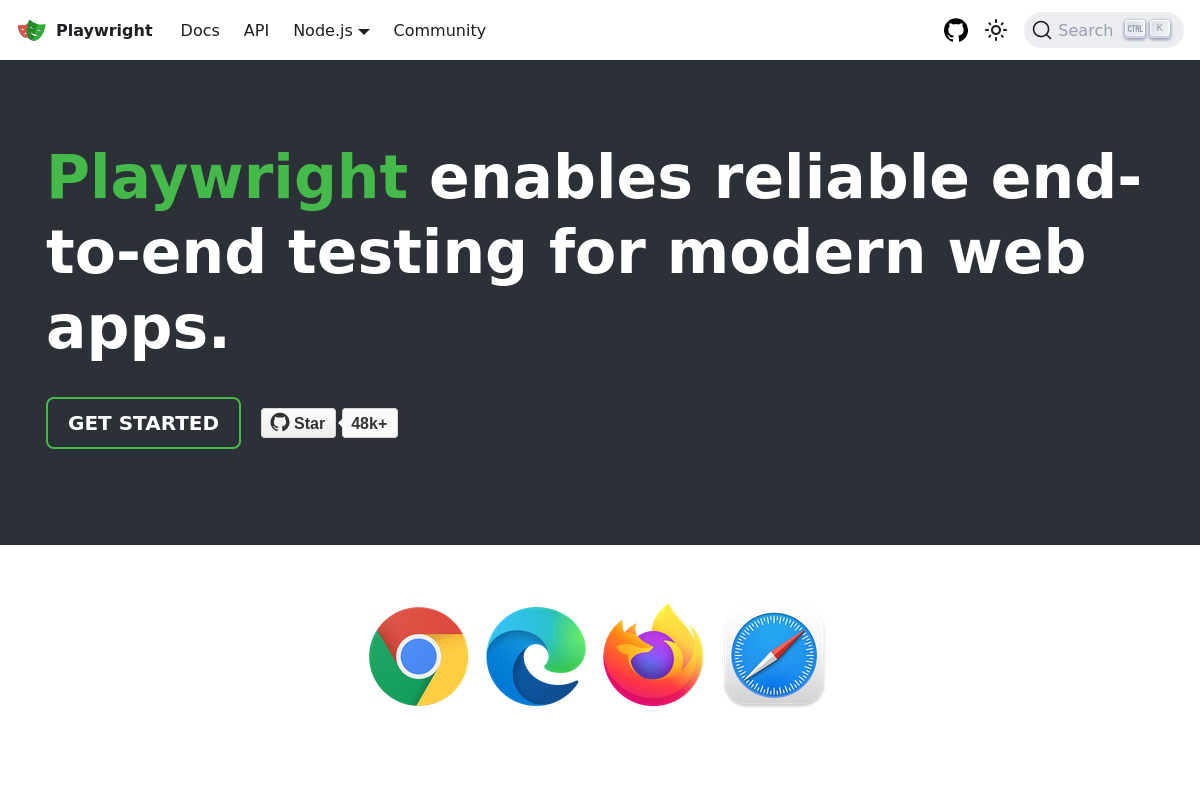 Playwright Docs API Node.js Community Search CTRL K
Playwright enables reliable end-
to-end testing for modern web
apps.
GET STARTED Star 48k+